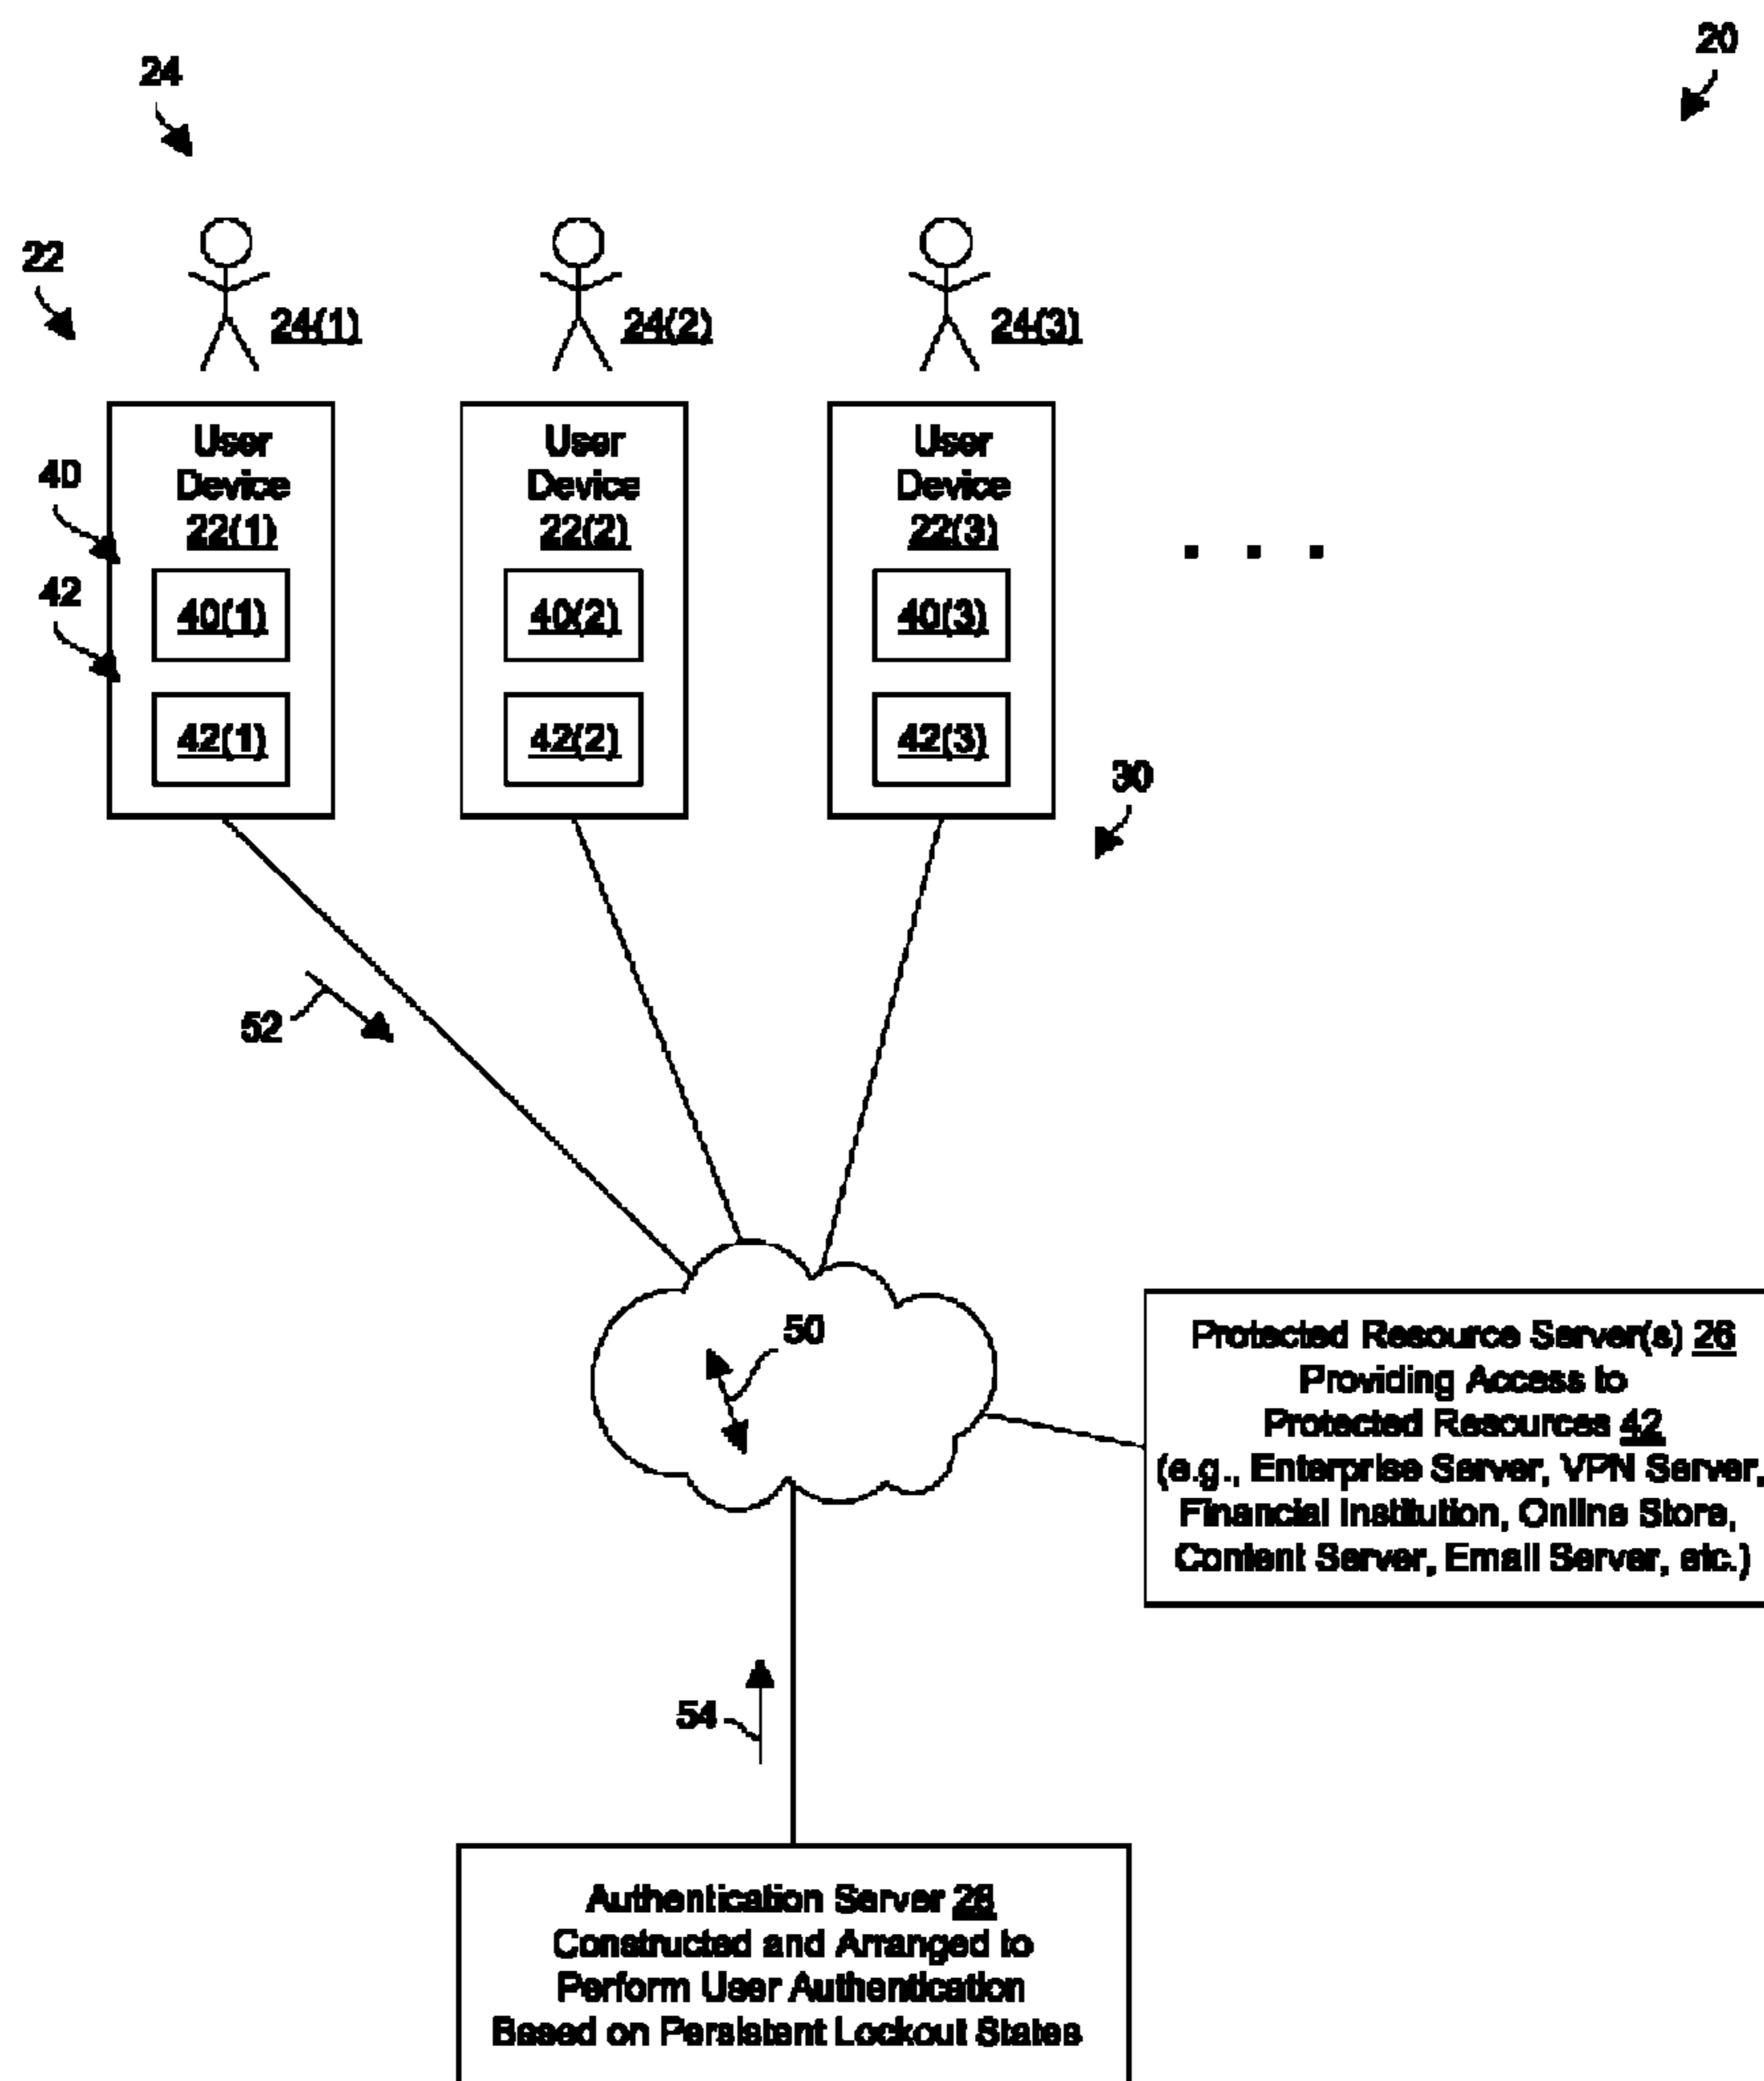 24
20
22
24(1)
24(2)
24(3)
User
Device
22(1)
User
Device
22(2)
User
Device
22(3)
40
40(1)
40(2)
40(3)
. . .
42
42(1)
42(2)
42(3)
30
52
50
Protected Resource Server(s) 26
Providing Access to
Protected Resources 42
(e.g., Enterprise Server, VPN Server,
Financial Institution, Online Store,
Content Server, Email Server, etc.)
54
Authentication Server 28
Constructed and Arranged to
Perform User Authentication
Based on Persistent Lockout States